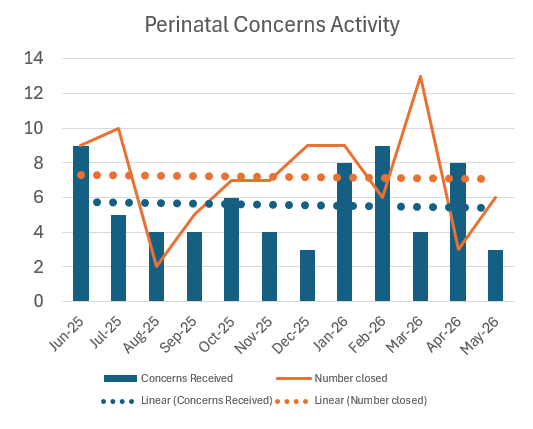 Perinatal Concerns Activity
14
12
10
8
6
4
2
0
Jun-25 Jul-25 Aug-25 Sep-25 Oct-25 Nov-25 Dec-25 Jan-26 Feb-26 Mar-26 Apr-26 May-26
Concerns Received Number closed
Linear (Concerns Received) Linear (Number closed)